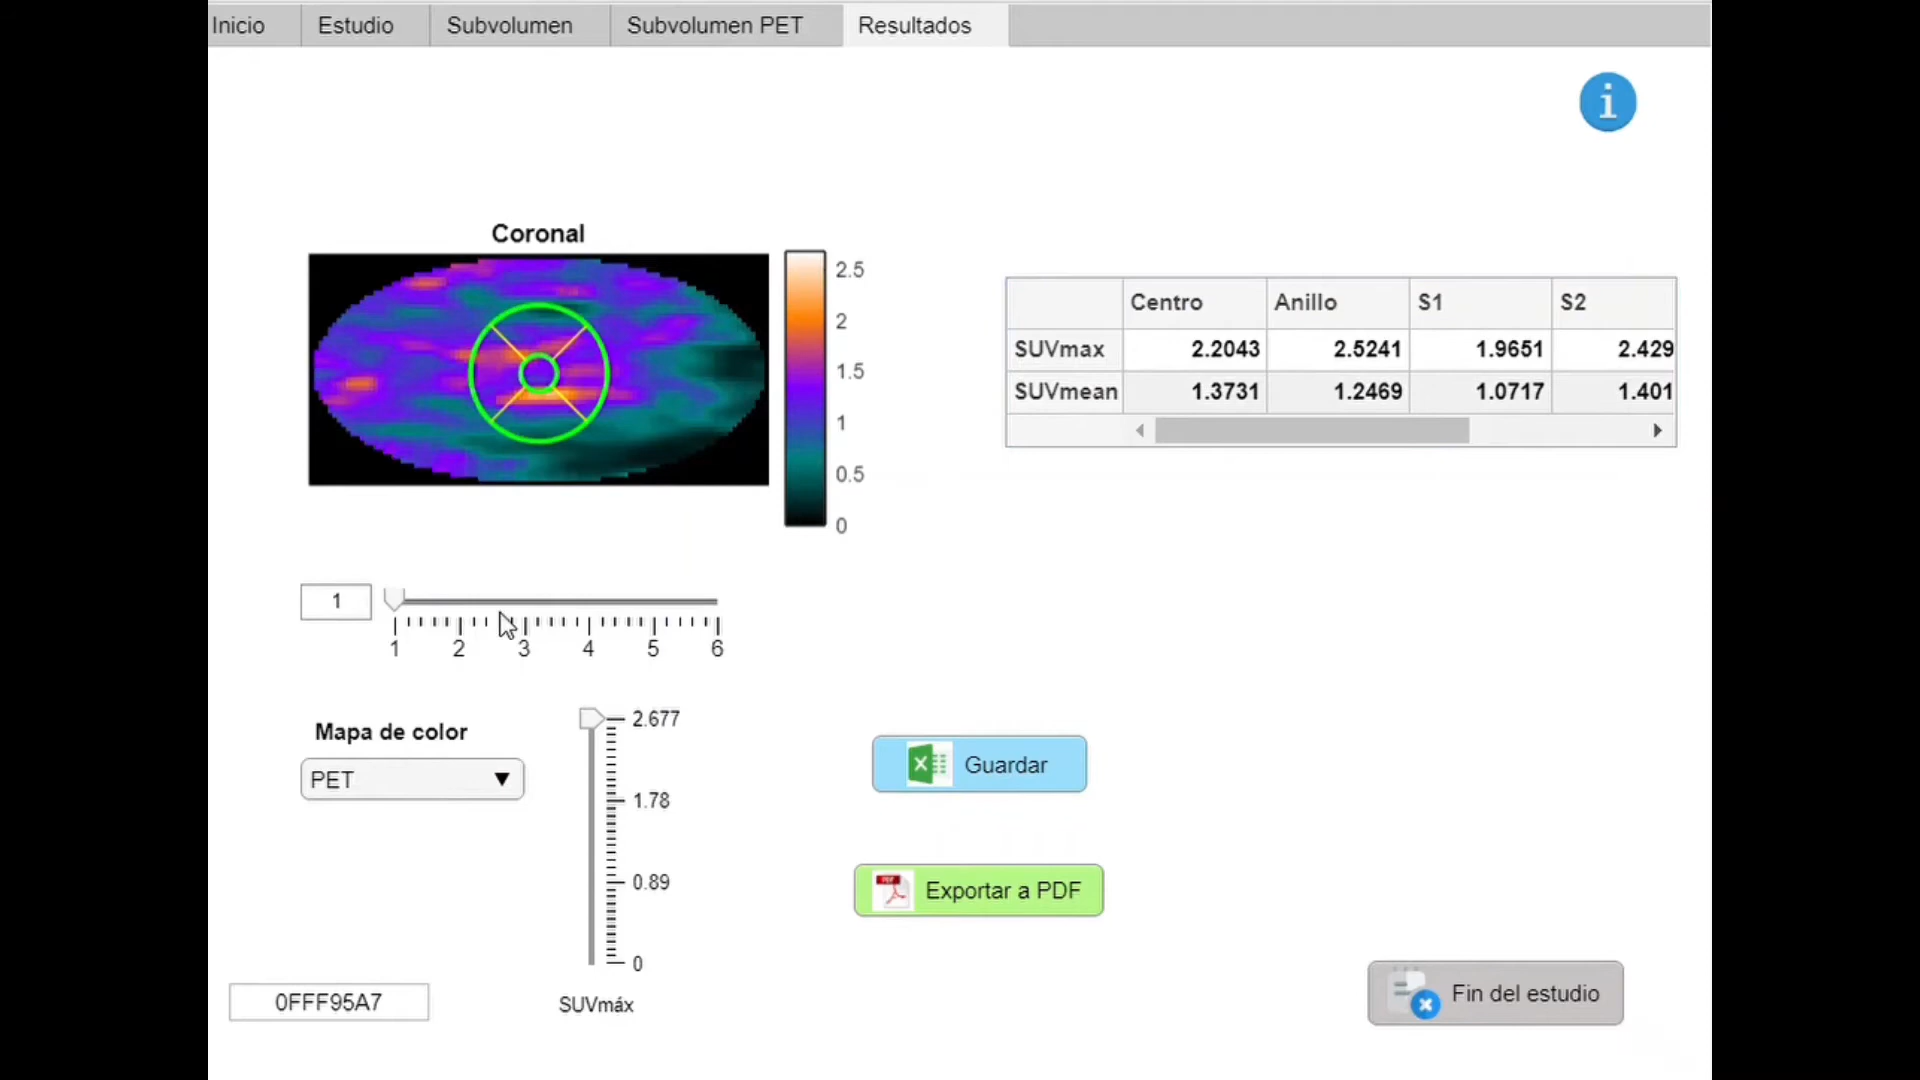 Inicio Estudio Subvolumen Subvolumen PET Resultados
i
Coronal
2.5
2
1.5
1
0.5
0
Centro Anillo S1 S2
SUVmax 2.2043 2.5241 1.9651 2.429
SUVmean 1.3731 1.2469 1.0717 1.401
1
1 2 3 4 5 6
Mapa de color
PET
2.677
1.78
0.89
0
SUVmáx
Guardar
PDF
Exportar a PDF
0FFF95A7
Fin del estudio